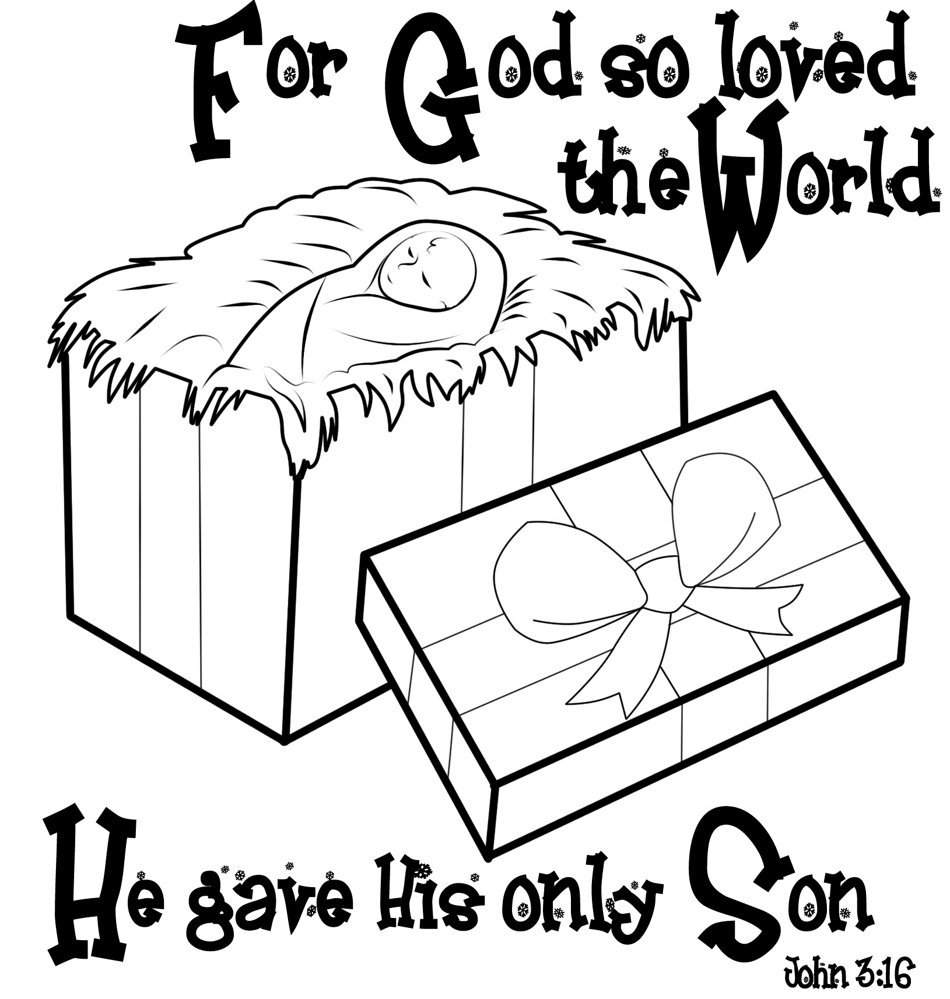 For God so loved
the World
He gave His only Son
John 3:16